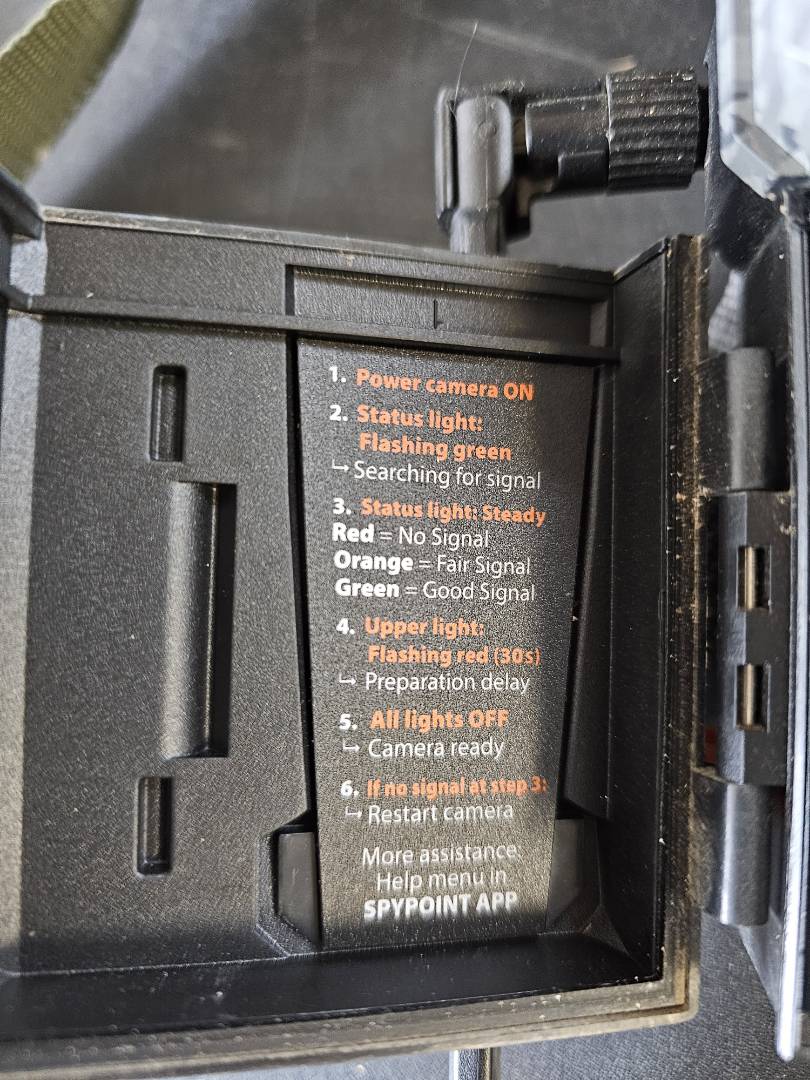 1. Power camera ON
2. Status light:
Flashing green
↳ Searching for signal
3. Status light: Steady
Red = No Signal
Orange = Fair Signal
Green = Good Signal
4. Upper light:
Flashing red (30s)
↳ Preparation delay
5. All lights OFF
↳ Camera ready
6. If no signal at step 3:
↳ Restart camera
More assistance:
Help menu in
SPYPOINT APP